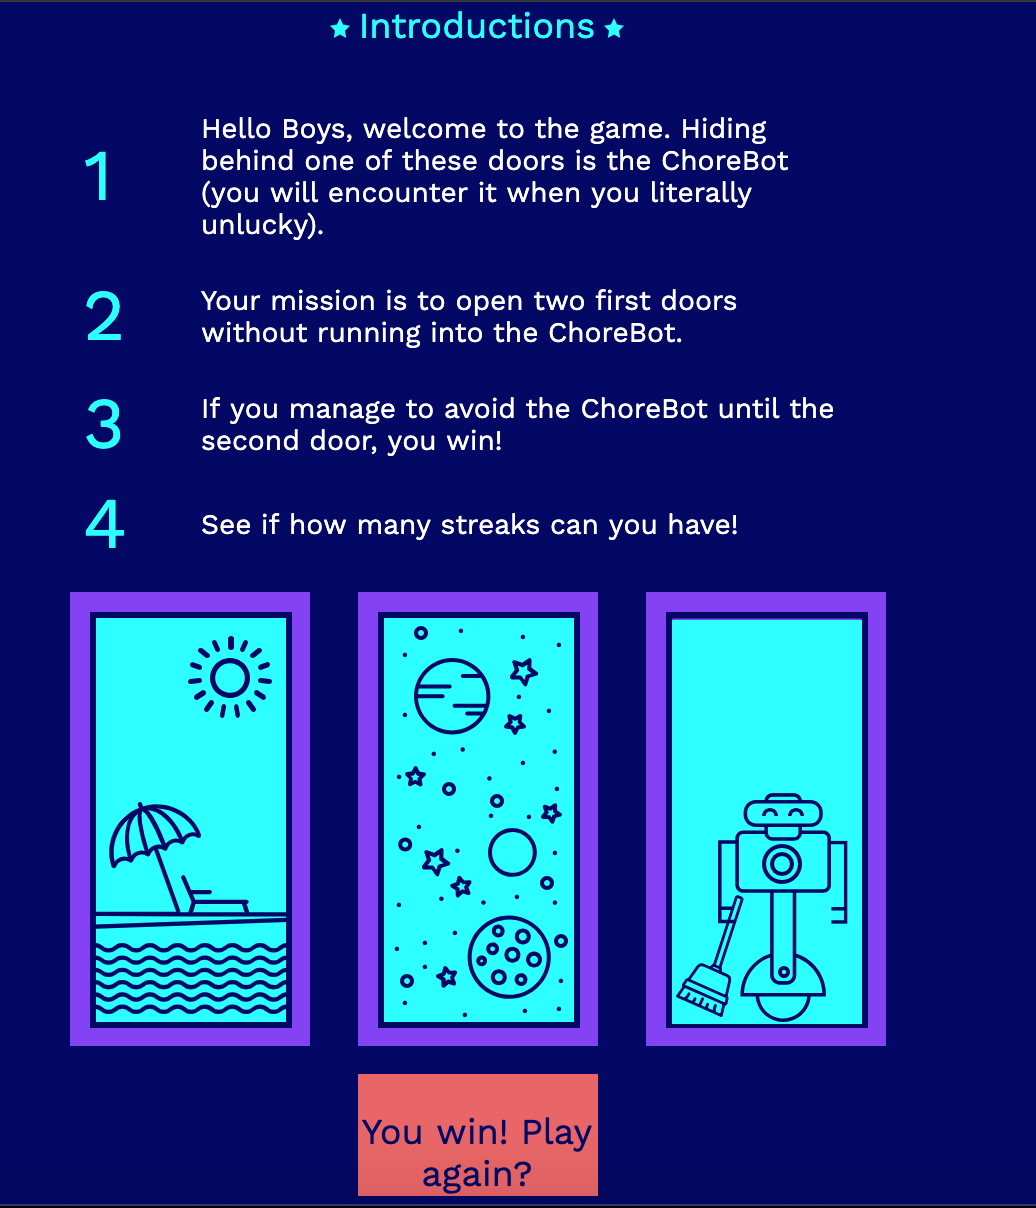 ★ Introductions ★
1
Hello Boys, welcome to the game. Hiding
behind one of these doors is the ChoreBot
(you will encounter it when you literally
unlucky).
2
Your mission is to open two first doors
without running into the ChoreBot.
3
If you manage to avoid the ChoreBot until the
second door, you win!
4
See if how many streaks can you have!
You win! Play
again?